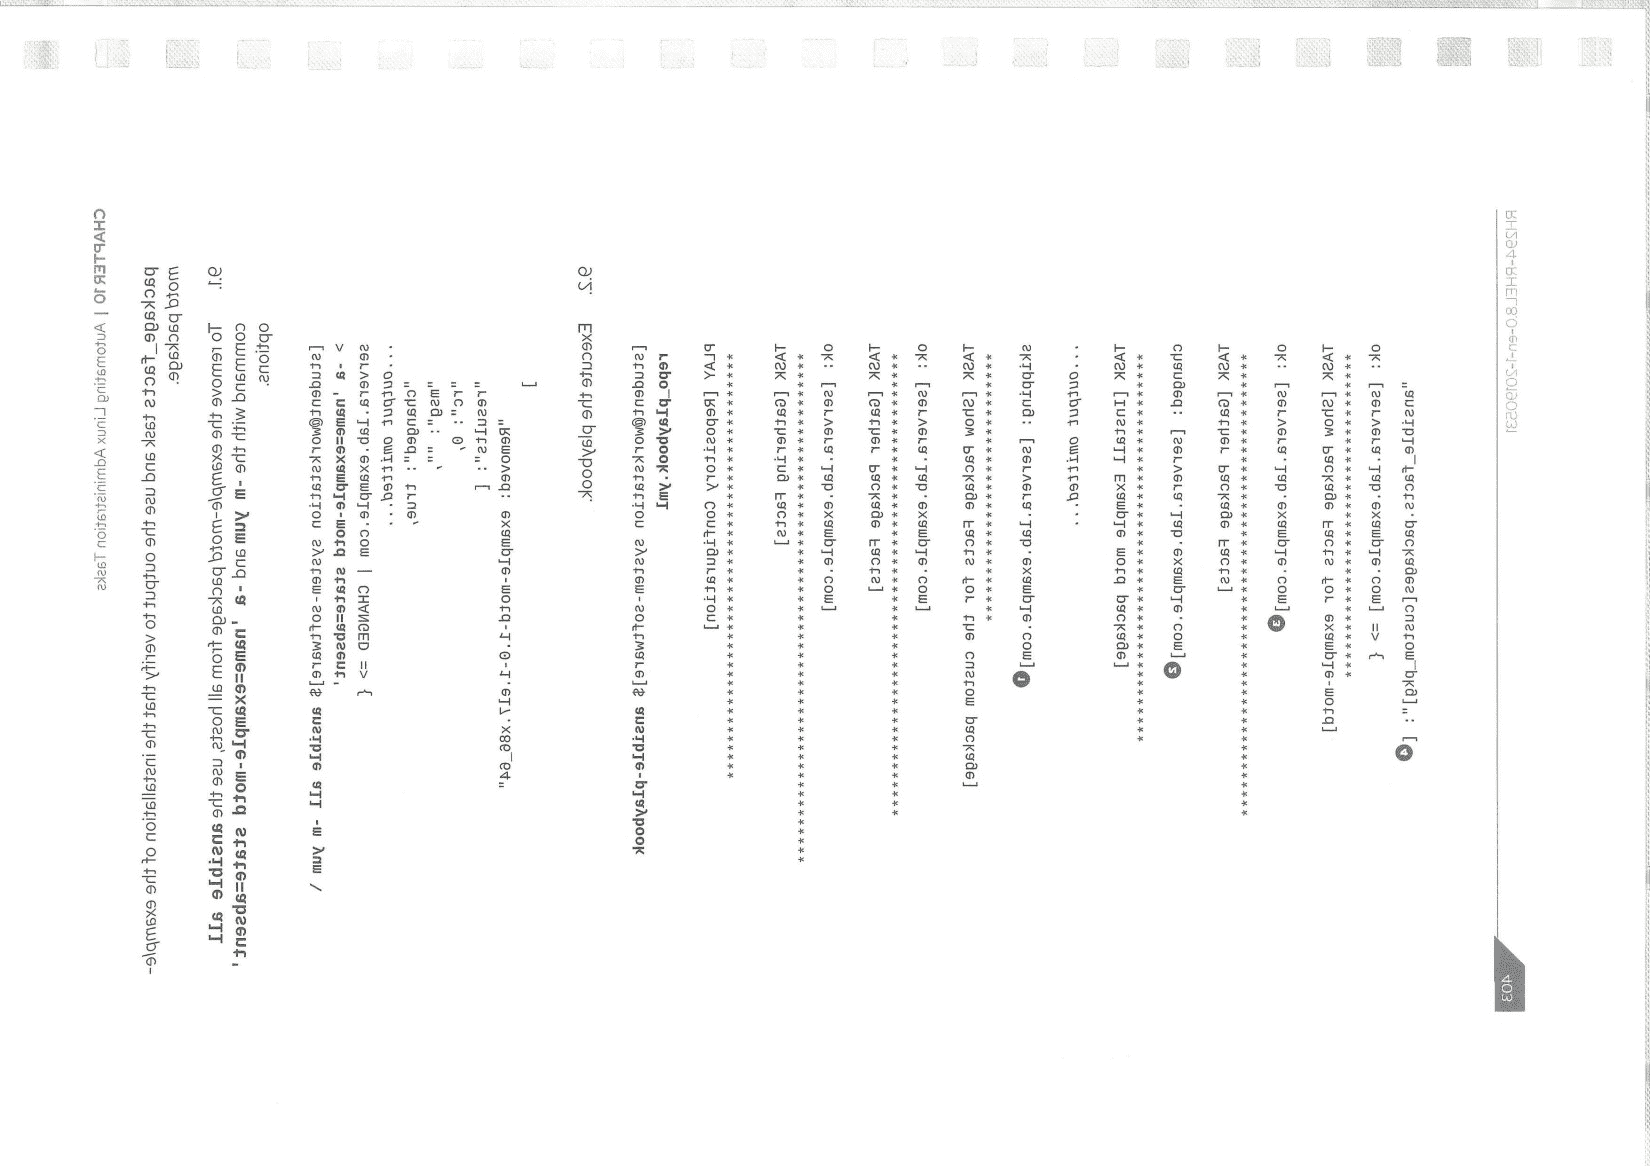 CHAPTER 10 | Automating Linux Administration Tasks
package_facts task and use the output to verify that the installation of the example-
motd package.
9.1. To remove the example-motd package from all hosts, use the ansible all
command with the -m yum and -a 'name=example-motd state=absent'
options.
[student@workstation system-software]$ ansible all -m yum /
> -a 'name=example-motd state=absent'
servera.lab.example.com | CHANGED => {
...output omitted...
"changed": true,
"msg": "",
"rc": 0,
"results": [
"Removed: example-motd-1.0-1.el7.x86_64"
]
9.2. Execute the playbook.
[student@workstation system-software]$ ansible-playbook
repo_playbook.yml
PLAY [Repository Configuration]
*********************************************
TASK [Gathering Facts]
******************************************************
ok: [servera.lab.example.com]
TASK [Gather Package Facts]
*************************************************
ok: [servera.lab.example.com]
TASK [Show Package Facts for the custom package]
****************************
skipping: [servera.lab.example.com] 1
...output omitted...
TASK [Install Example motd package]
*****************************************
changed: [servera.lab.example.com] 2
TASK [Gather Package Facts]
*************************************************
ok: [servera.lab.example.com] 3
TASK [Show Package Facts for example-motd]
**********************************
ok: [servera.lab.example.com] => {
"ansible_facts.packages[custom_pkg]": [ 4
RH294-RHEL8.0-en-1-20190531
403